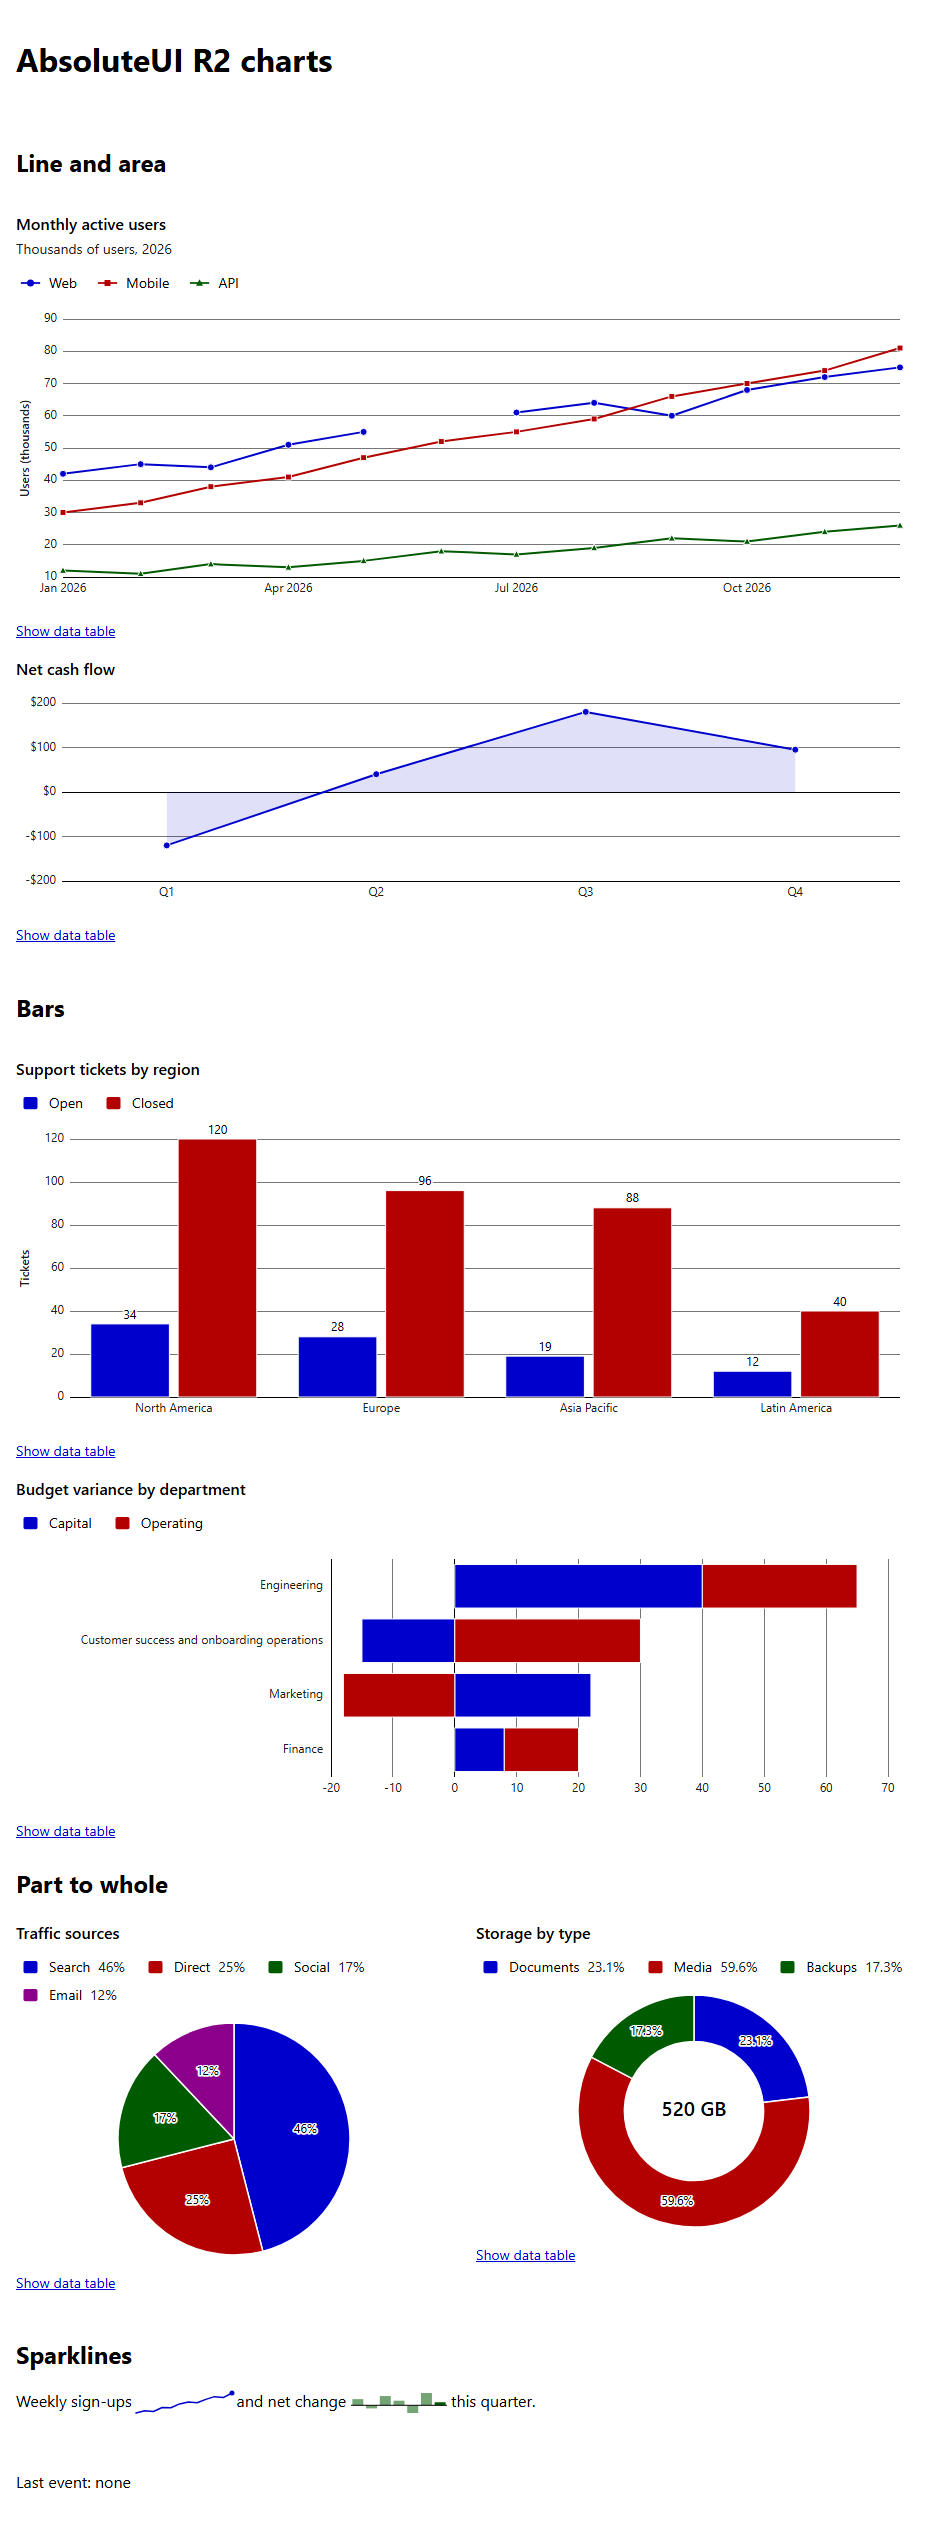 AbsoluteUI R2 charts
Line and area
Monthly active users
Thousands of users, 2026
Web Mobile API
90
80
70
60
50
40
30
20
10
Users (thousands)
Jan 2026 Apr 2026 Jul 2026 Oct 2026
Show data table
Net cash flow
$200
$100
$0
-$100
-$200
Q1 Q2 Q3 Q4
Show data table
Bars
Support tickets by region
Open Closed
120
100
80
60
40
20
0
Tickets
34 120 28 96 19 88 12 40
North America Europe Asia Pacific Latin America
Show data table
Budget variance by department
Capital Operating
Engineering
Customer success and onboarding operations
Marketing
Finance
-20 -10 0 10 20 30 40 50 60 70
Show data table
Part to whole
Traffic sources
Search 46% Direct 25% Social 17%
Email 12%
12%
17%
46%
25%
Show data table
Storage by type
Documents 23.1% Media 59.6% Backups 17.3%
17.3%
23.1%
520 GB
59.6%
Show data table
Sparklines
Weekly sign-ups and net change this quarter.
Last event: none